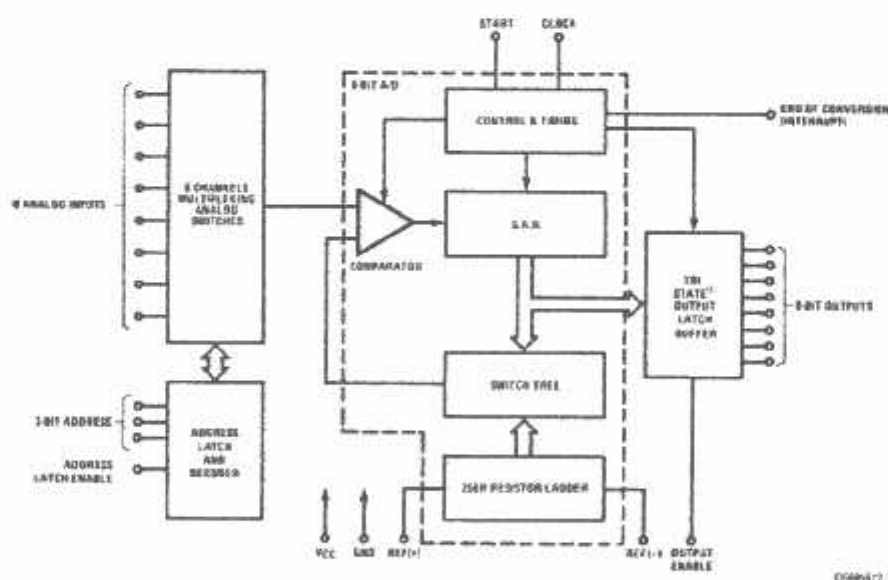 START
CLOCK
8-BIT A/D
CONTROL & TIMING
END OF CONVERSION
(INTERRUPT)
8 ANALOG INPUTS
8 CHANNELS
MULTIPLEXING
ANALOG
SWITCHES
S.A.R.
COMPARATOR
TRI
STATE
OUTPUT
LATCH
BUFFER
8-BIT OUTPUTS
SWITCH TREE
3-BIT ADDRESS
ADDRESS
LATCH ENABLE
ADDRESS
LATCH
AND
DECODER
256R RESISTOR LADDER
VCC
GND
REF(+)
REF(-)
OUTPUT
ENABLE